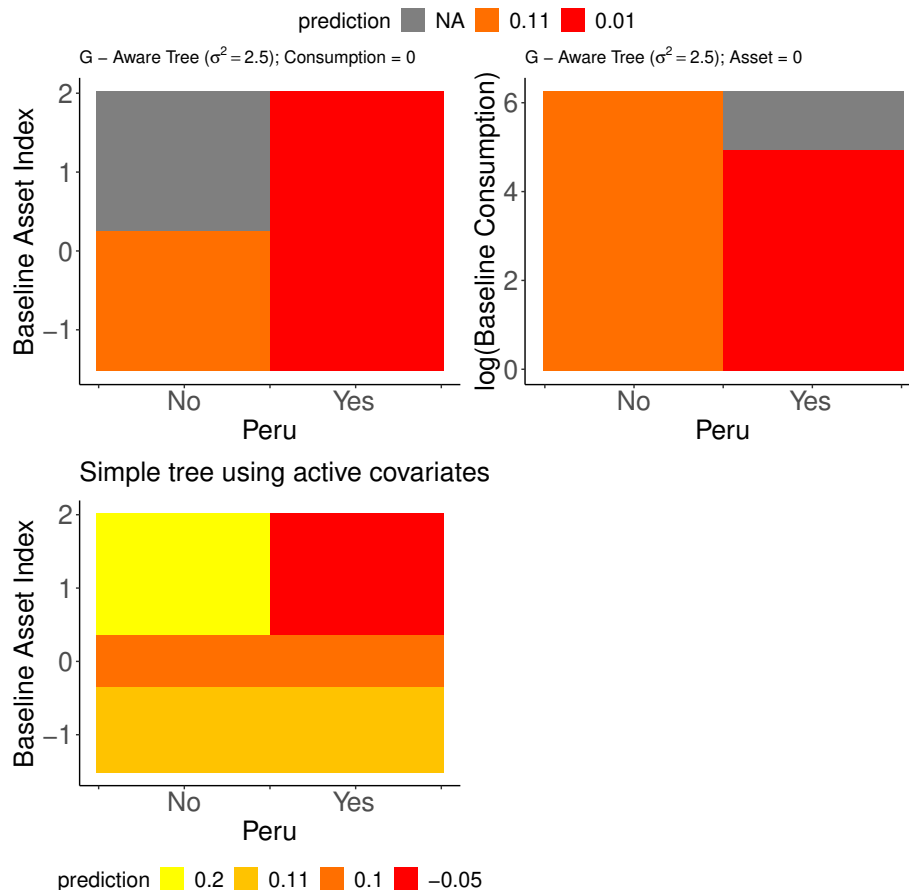 prediction NA 0.11 0.01
G − Aware Tree (σ² = 2.5); Consumption = 0
2
1
0
−1
Baseline Asset Index
No Yes
Peru
G − Aware Tree (σ² = 2.5); Asset = 0
6
4
2
0
log(Baseline Consumption)
No Yes
Peru
Simple tree using active covariates
2
1
0
−1
Baseline Asset Index
No Yes
Peru
prediction 0.2 0.11 0.1 −0.05